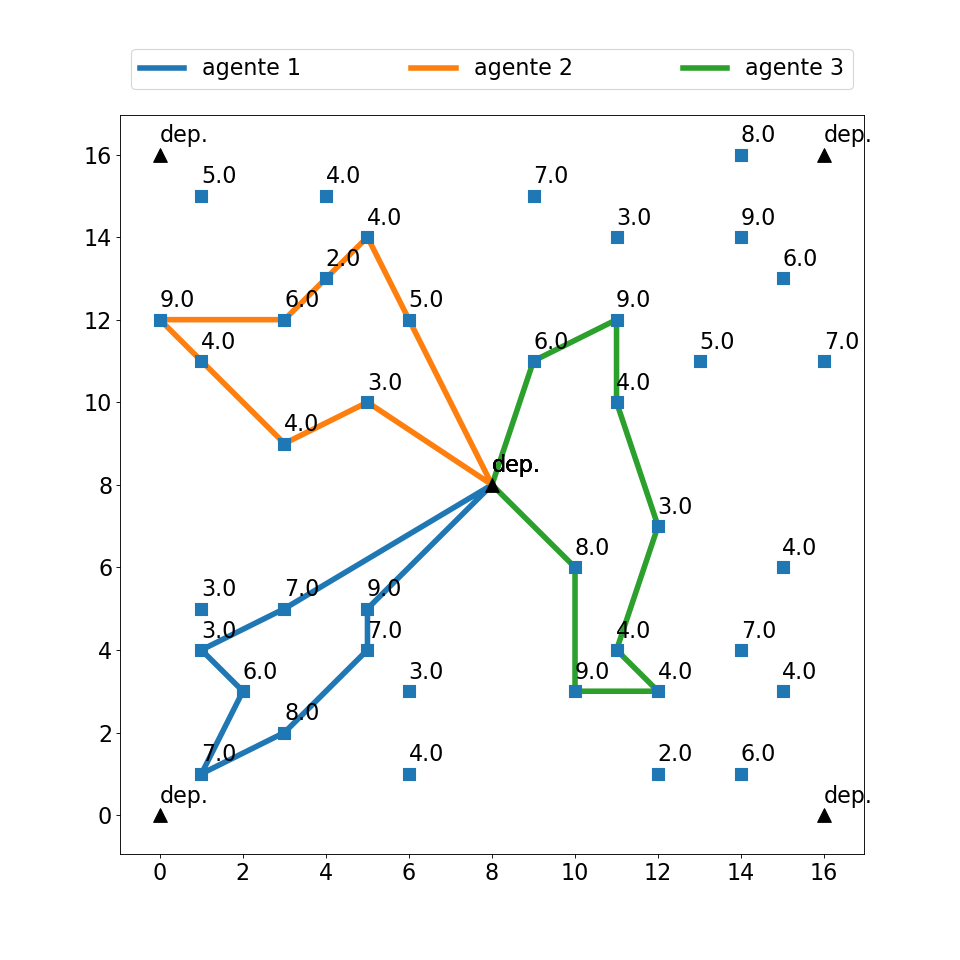 agente 1 agente 2 agente 3
dep. 8.0 dep.
16
5.0 4.0 7.0
4.0 3.0 9.0
14
2.0 6.0
9.0 6.0 5.0 9.0
12
4.0 6.0 5.0 7.0
3.0 4.0
10
4.0
dep. dep.
8
3.0
8.0 4.0
6
3.0 7.0 9.0
3.0 7.0 4.0 7.0
4
6.0 3.0 9.0 4.0 4.0
8.0
2
7.0 4.0 2.0 6.0
dep. dep.
0
0 2 4 6 8 10 12 14 16